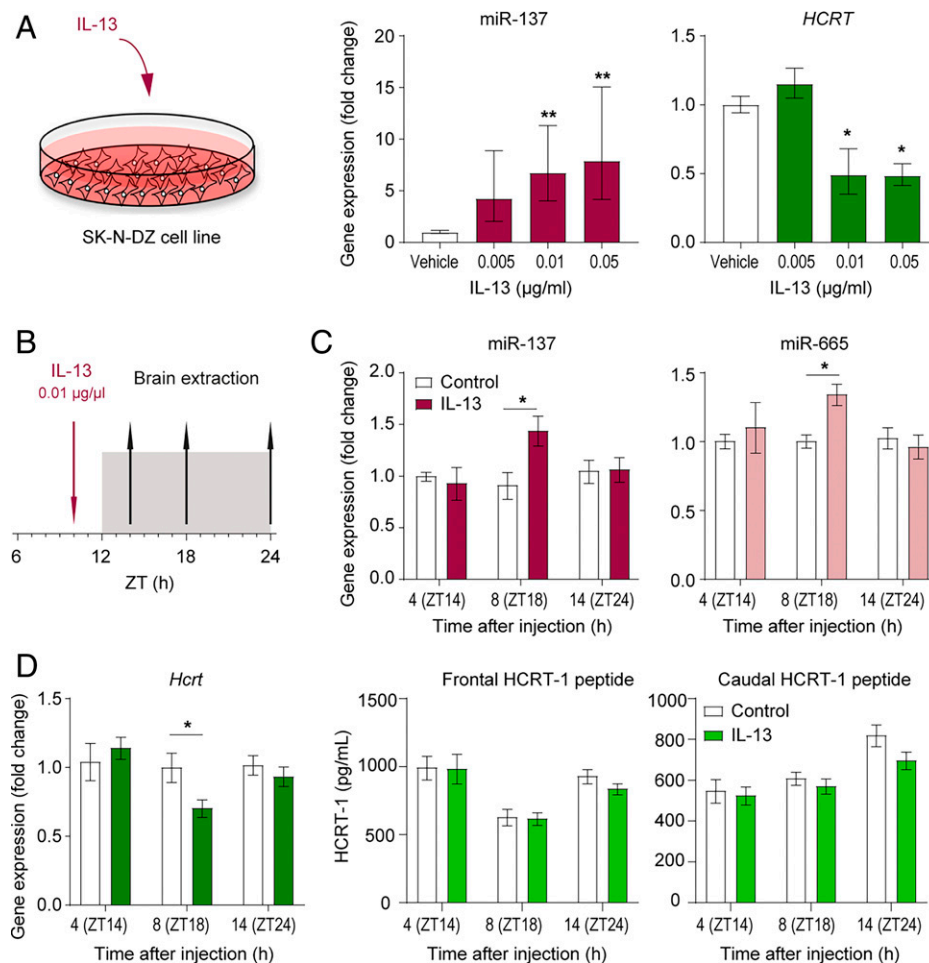 A
IL-13
SK-N-DZ cell line
miR-137
Gene expression (fold change)
20
15
10
5
0
**
**
Vehicle 0.005 0.01 0.05
IL-13 (µg/ml)
HCRT
1.5
1.0
0.5
0.0
*
*
Vehicle 0.005 0.01 0.05
IL-13 (µg/ml)
B
IL-13
0.01 µg/µl
Brain extraction
6 12 18 24
ZT (h)
C
miR-137
Gene expression (fold change)
2.0
1.5
1.0
1.0
0.0
Control
IL-13
*
4 (ZT14) 8 (ZT18) 14 (ZT24)
Time after injection (h)
miR-665
1.5
1.0
1.0
0.0
*
4 (ZT14) 8 (ZT18) 14 (ZT24)
Time after injection (h)
D
Hcrt
Gene expression (fold change)
1.5
1.0
1.0
0.0
*
4 (ZT14) 8 (ZT18) 14 (ZT24)
Time after injection (h)
Frontal HCRT-1 peptide
HCRT-1 (pg/mL)
1500
1000
500
0
4 (ZT14) 8 (ZT18) 14 (ZT24)
Time after injection (h)
Caudal HCRT-1 peptide
1000
800
600
400
200
0
Control
IL-13
4 (ZT14) 8 (ZT18) 14 (ZT24)
Time after injection (h)